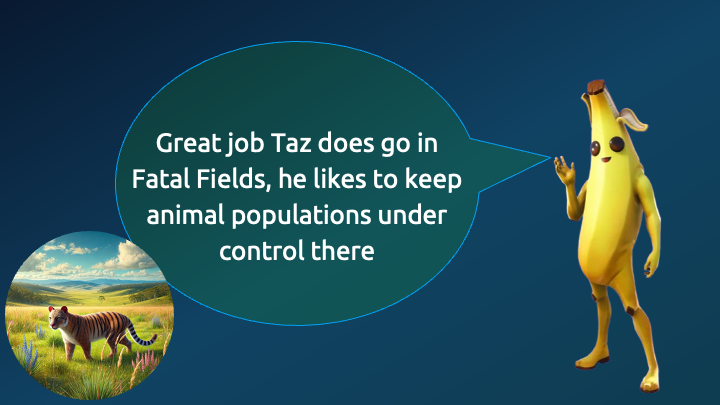 Great job Taz does go in
Fatal Fields, he likes to keep
animal populations under
control there